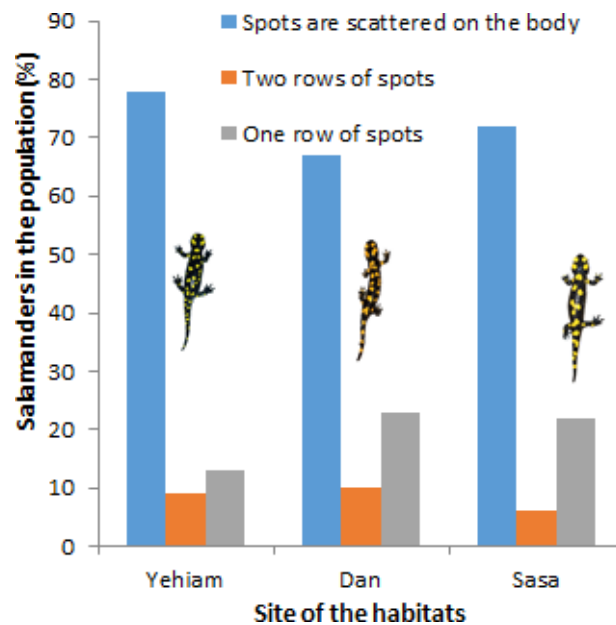 Spots are scattered on the body
Two rows of spots
One row of spots
Salamanders in the population (%)
90
80
70
60
50
40
30
20
10
0
Yehiam Dan Sasa
Site of the habitats